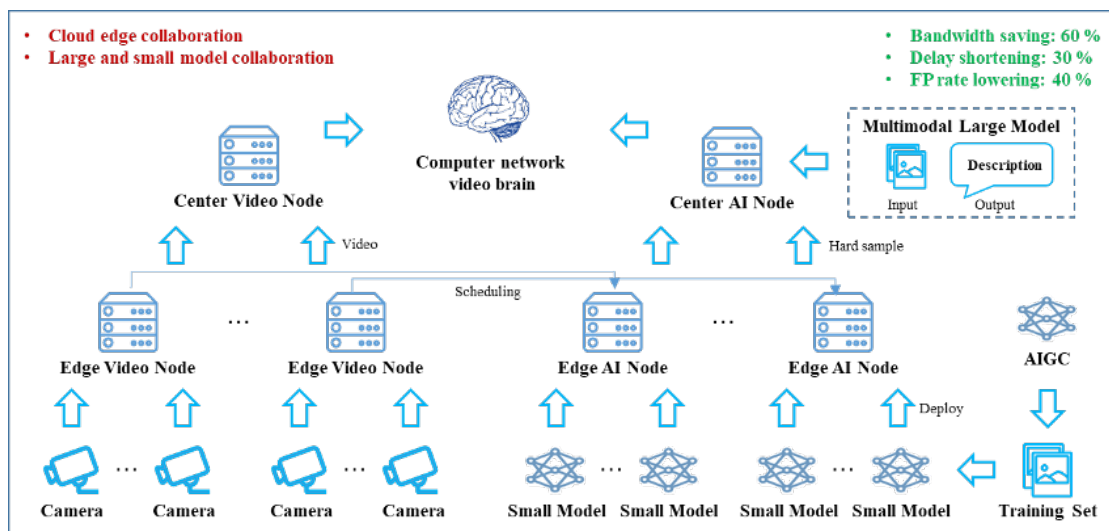 • Cloud edge collaboration
• Large and small model collaboration
• Bandwidth saving: 60 %
• Delay shortening: 30 %
• FP rate lowering: 40 %
Multimodal Large Model
Description
Input
Output
Computer network
video brain
Center Video Node
Center AI Node
Video
Hard sample
Scheduling
...
...
Edge Video Node
Edge Video Node
Edge AI Node
Edge AI Node
AIGC
Deploy
...
...
...
...
Camera
Camera
Camera
Camera
Small Model
Small Model
Small Model
Small Model
Training Set